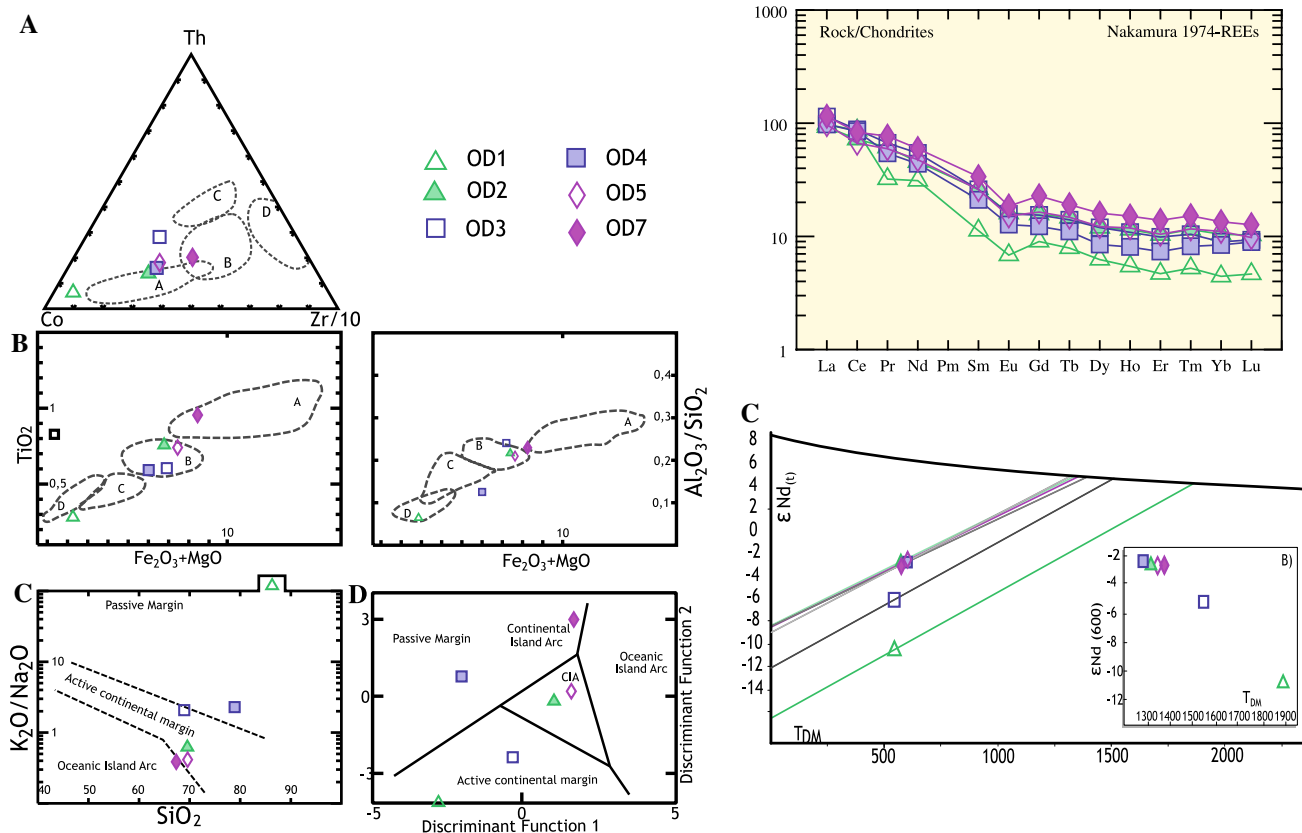 A
Th
C
D
B
A
Co
Zr/10
OD1
OD2
OD3
OD4
OD5
OD7
1000
100
10
1
Rock/Chondrites
Nakamura 1974-REEs
La Ce Pr Nd Pm Sm Eu Gd Tb Dy Ho Er Tm Yb Lu
B
TiO2
1
0,5
A
B
C
D
10
Fe2O3+MgO
A
B
C
D
10
Fe2O3+MgO
0,4
0,3
0,2
0,1
Al2O3/SiO2
C
Passive Margin
10
1
Active continental margin
Oceanic Island Arc
K2O/Na2O
40 50 60 70 80 90
SiO2
D
3
0
-3
Passive Margin
Continental
Island Arc
Oceanic
Island Arc
CIA
Active continental margin
-5 0 5
Discriminant Function 1
Discriminant Function 2
C
8
6
4
2
0
-2
-4
-6
-8
-10
-12
-14
εNd(t)
TDM
500 1000 1500 2000
B)
-2
-4
-6
-8
-10
-12
εNd (600)
TDM
1300 1400 1500 1600 1700 1800 1900